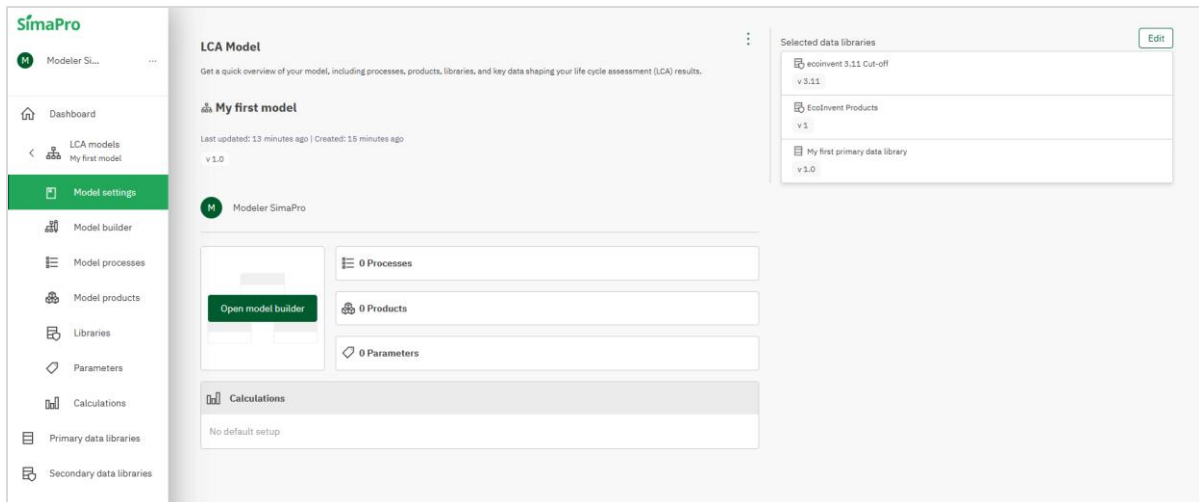 SimaPro
M Modeler Si... ...
Dashboard
LCA models
My first model
Model settings
Model builder
Model processes
Model products
Libraries
Parameters
Calculations
Primary data libraries
Secondary data libraries
LCA Model
Get a quick overview of your model, including processes, products, libraries, and key data shaping your life cycle assessment (LCA) results.
My first model
Last updated: 13 minutes ago | Created: 15 minutes ago
v 1.0
M Modeler SimaPro
Open model builder
0 Processes
0 Products
0 Parameters
Calculations
No default setup
Selected data libraries
Edit
ecoinvent 3.11 Cut-off
v 3.11
EcoInvent Products
v 1
My first primary data library
v 1.0